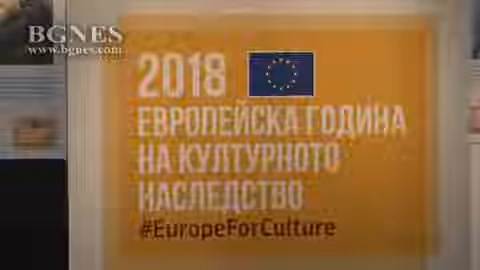 BGNES
www.bgnes.com
2018
ЕВРОПЕЙСКА ГОДИНА
НА КУЛТУРНОТО
НАСЛЕДСТВО
#EuropeForCulture